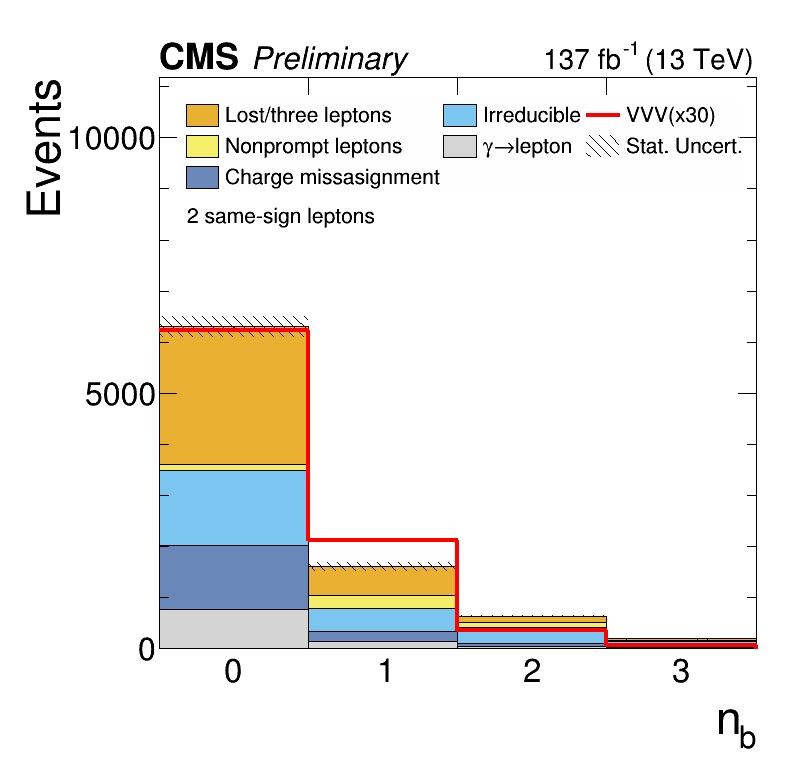 CMS Preliminary 137 fb-1 (13 TeV)
Events
10000
5000
0
Lost/three leptons
Nonprompt leptons
Charge missasignment
Irreducible
γ→lepton
VVV(x30)
Stat. Uncert.
2 same-sign leptons
0 1 2 3
nb